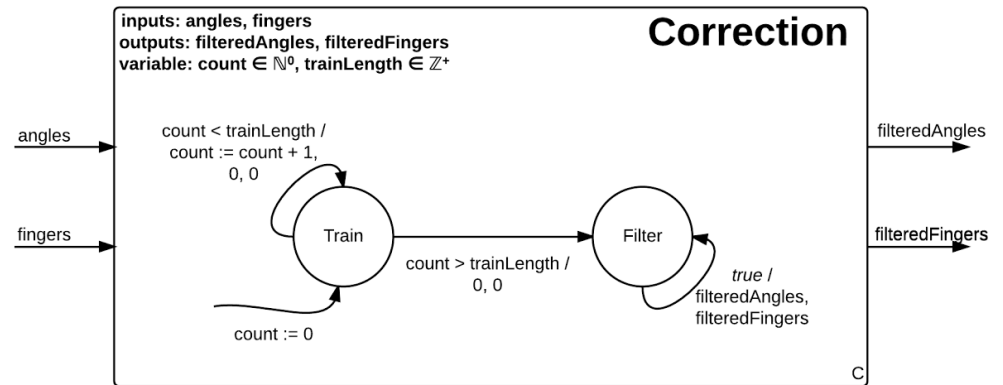 inputs: angles, fingers
outputs: filteredAngles, filteredFingers
variable: count ∈ ℕ⁰, trainLength ∈ ℤ⁺
Correction
angles
fingers
count < trainLength /
count := count + 1,
0, 0
Train
count := 0
count > trainLength /
0, 0
Filter
true /
filteredAngles,
filteredFingers
filteredAngles
filteredFingers
C